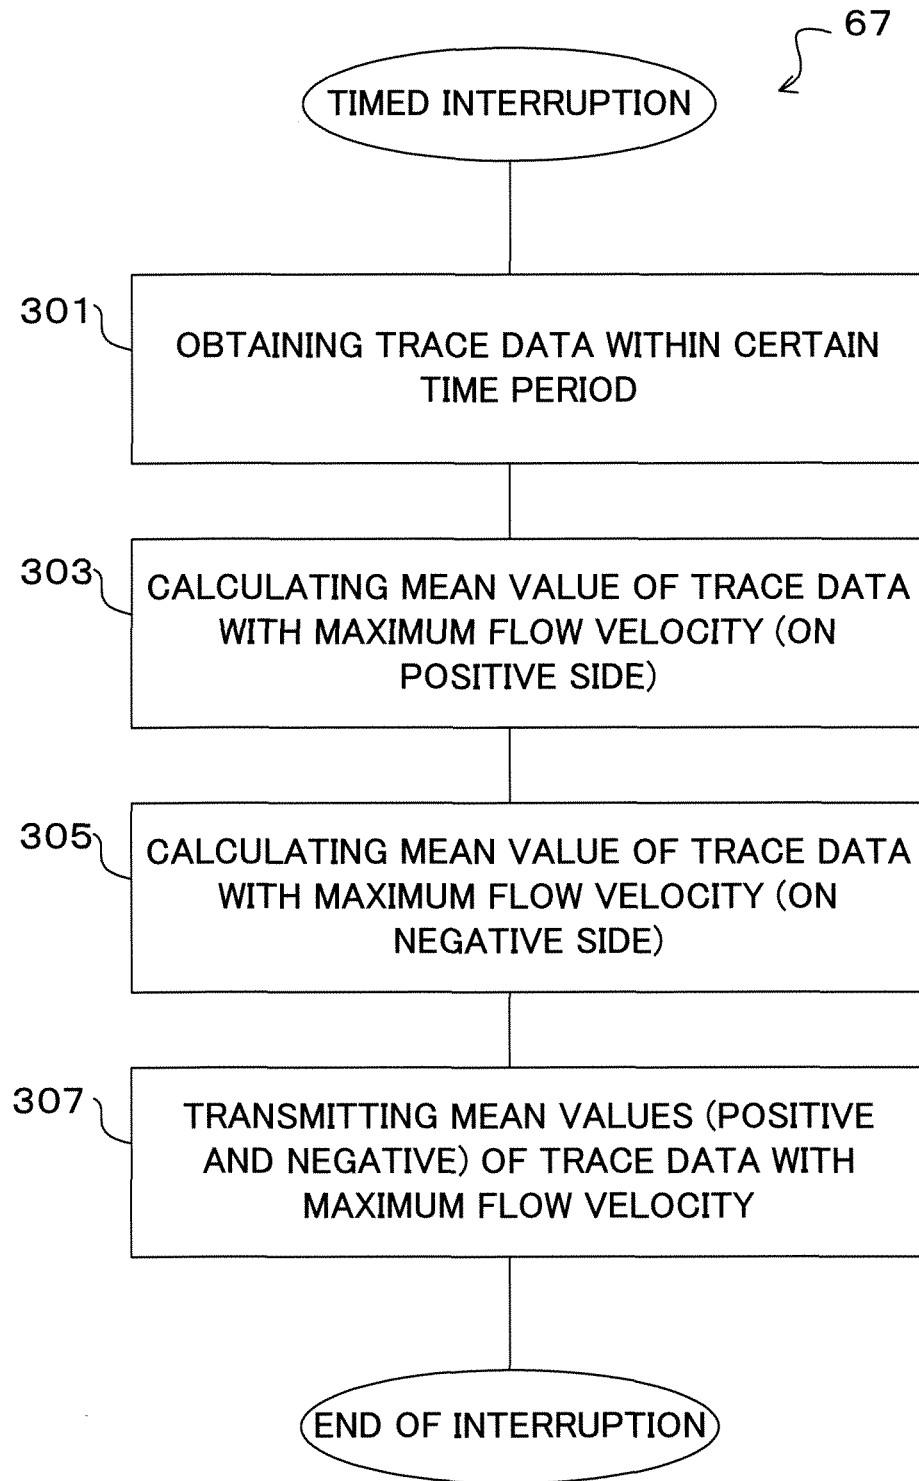 67
TIMED INTERRUPTION
301
OBTAINING TRACE DATA WITHIN CERTAIN
TIME PERIOD
303
CALCULATING MEAN VALUE OF TRACE DATA
WITH MAXIMUM FLOW VELOCITY (ON
POSITIVE SIDE)
305
CALCULATING MEAN VALUE OF TRACE DATA
WITH MAXIMUM FLOW VELOCITY (ON
NEGATIVE SIDE)
307
TRANSMITTING MEAN VALUES (POSITIVE
AND NEGATIVE) OF TRACE DATA WITH
MAXIMUM FLOW VELOCITY
END OF INTERRUPTION